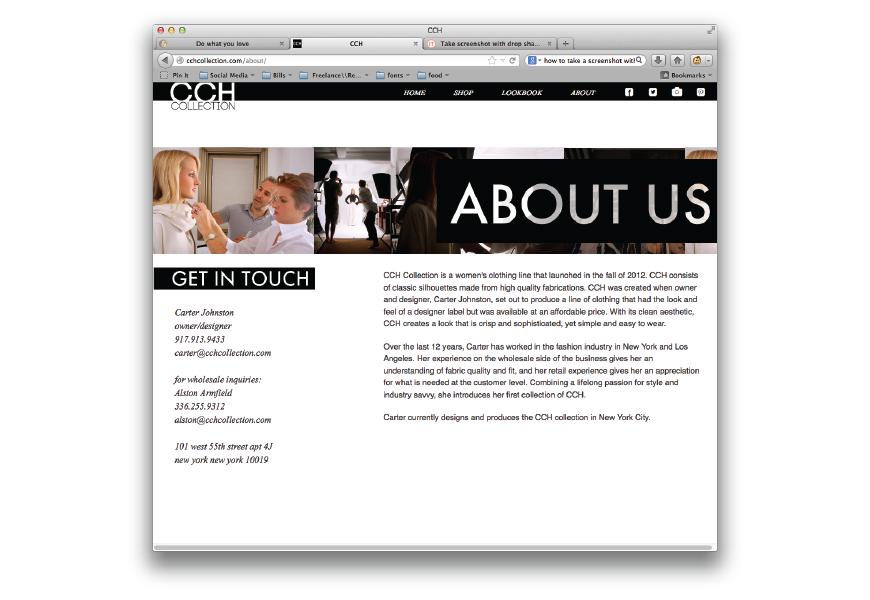 CCH
Do what you love
CCH
CCH
Take screenshot with drop sha...
cchcollection.com/about/
how to take a screenshot wit
Pin It
Social Media
Bills
Freelance\\Re...
fonts
food
Bookmarks
CCH
COLLECTION
HOME
SHOP
LOOKBOOK
ABOUT
ABOUT US
GET IN TOUCH
Carter Johnston
owner/designer
917.913.9433
carter@cchcollection.com
for wholesale inquiries:
Alston Armfield
336.255.9312
alston@cchcollection.com
101 west 55th street apt 4J
new york new york 10019
CCH Collection is a women's clothing line that launched in the fall of 2012. CCH consists
of classic silhouettes made from high quality fabrications. CCH was created when owner
and designer, Carter Johnston, set out to produce a line of clothing that had the look and
feel of a designer label but was available at an affordable price. With its clean aesthetic,
CCH creates a look that is crisp and sophisticated, yet simple and easy to wear.
Over the last 12 years, Carter has worked in the fashion industry in New York and Los
Angeles. Her experience on the wholesale side of the business gives her an
understanding of fabric quality and fit, and her retail experience gives her an appreciation
for what is needed at the customer level. Combining a lifelong passion for style and
industry savvy, she introduces her first collection of CCH.
Carter currently designs and produces the CCH collection in New York City.